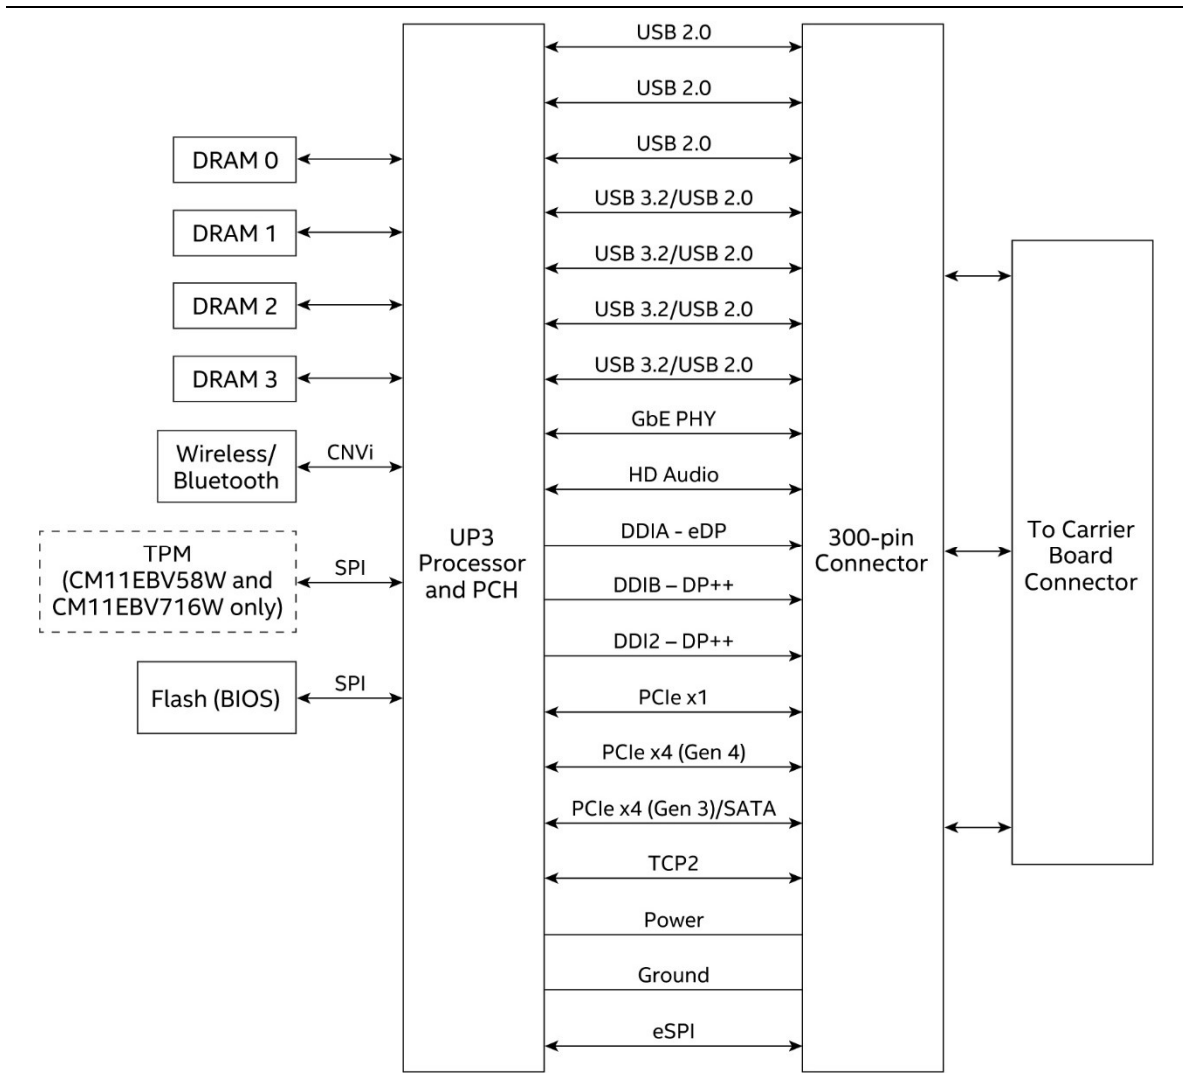 USB 2.0
USB 2.0
USB 2.0
USB 3.2/USB 2.0
USB 3.2/USB 2.0
USB 3.2/USB 2.0
USB 3.2/USB 2.0
GbE PHY
HD Audio
DDIA - eDP
DDIB – DP++
DDI2 – DP++
PCIe x1
PCIe x4 (Gen 4)
PCIe x4 (Gen 3)/SATA
TCP2
Power
Ground
eSPI
DRAM 0
DRAM 1
DRAM 2
DRAM 3
Wireless/
Bluetooth
CNVi
TPM
(CM11EBV58W and
CM11EBV716W only)
SPI
Flash (BIOS)
SPI
UP3
Processor
and PCH
300-pin
Connector
To Carrier
Board
Connector